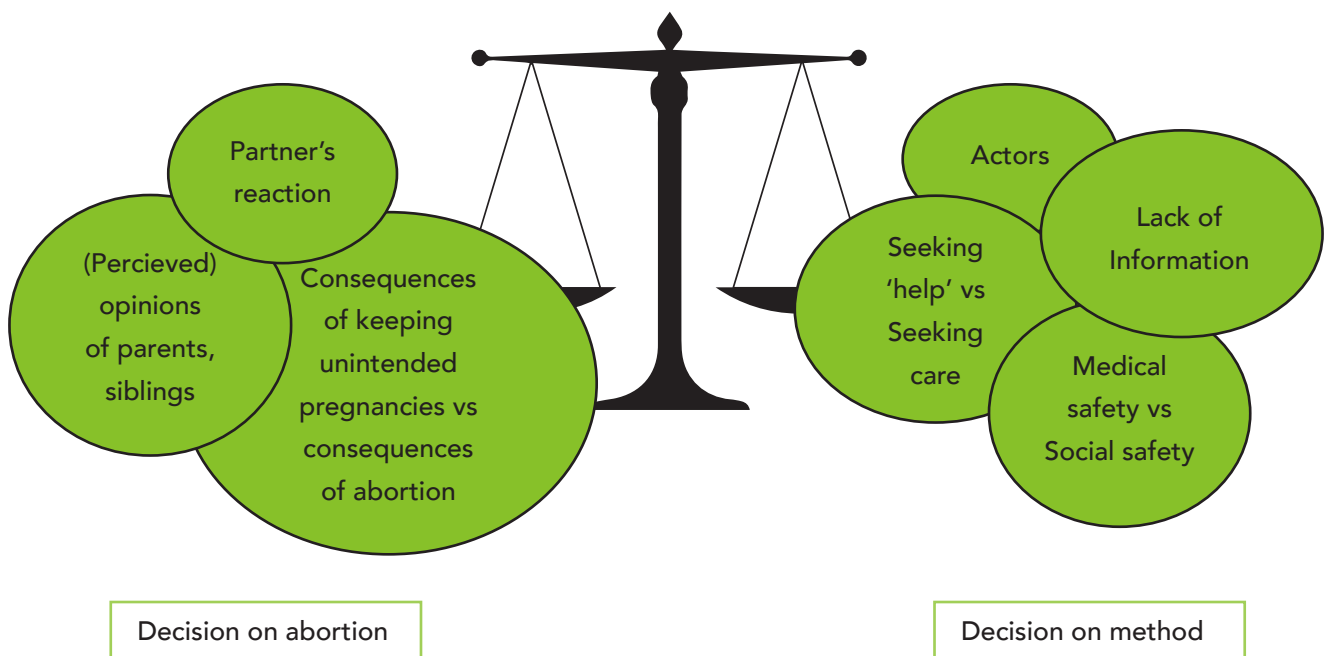 Partner's
reaction
(Percieved)
opinions
of parents,
siblings
Consequences
of keeping
unintended
pregnancies vs
consequences
of abortion
Decision on abortion
Actors
Lack of
Information
Seeking
‘help’ vs
Seeking
care
Medical
safety vs
Social safety
Decision on method